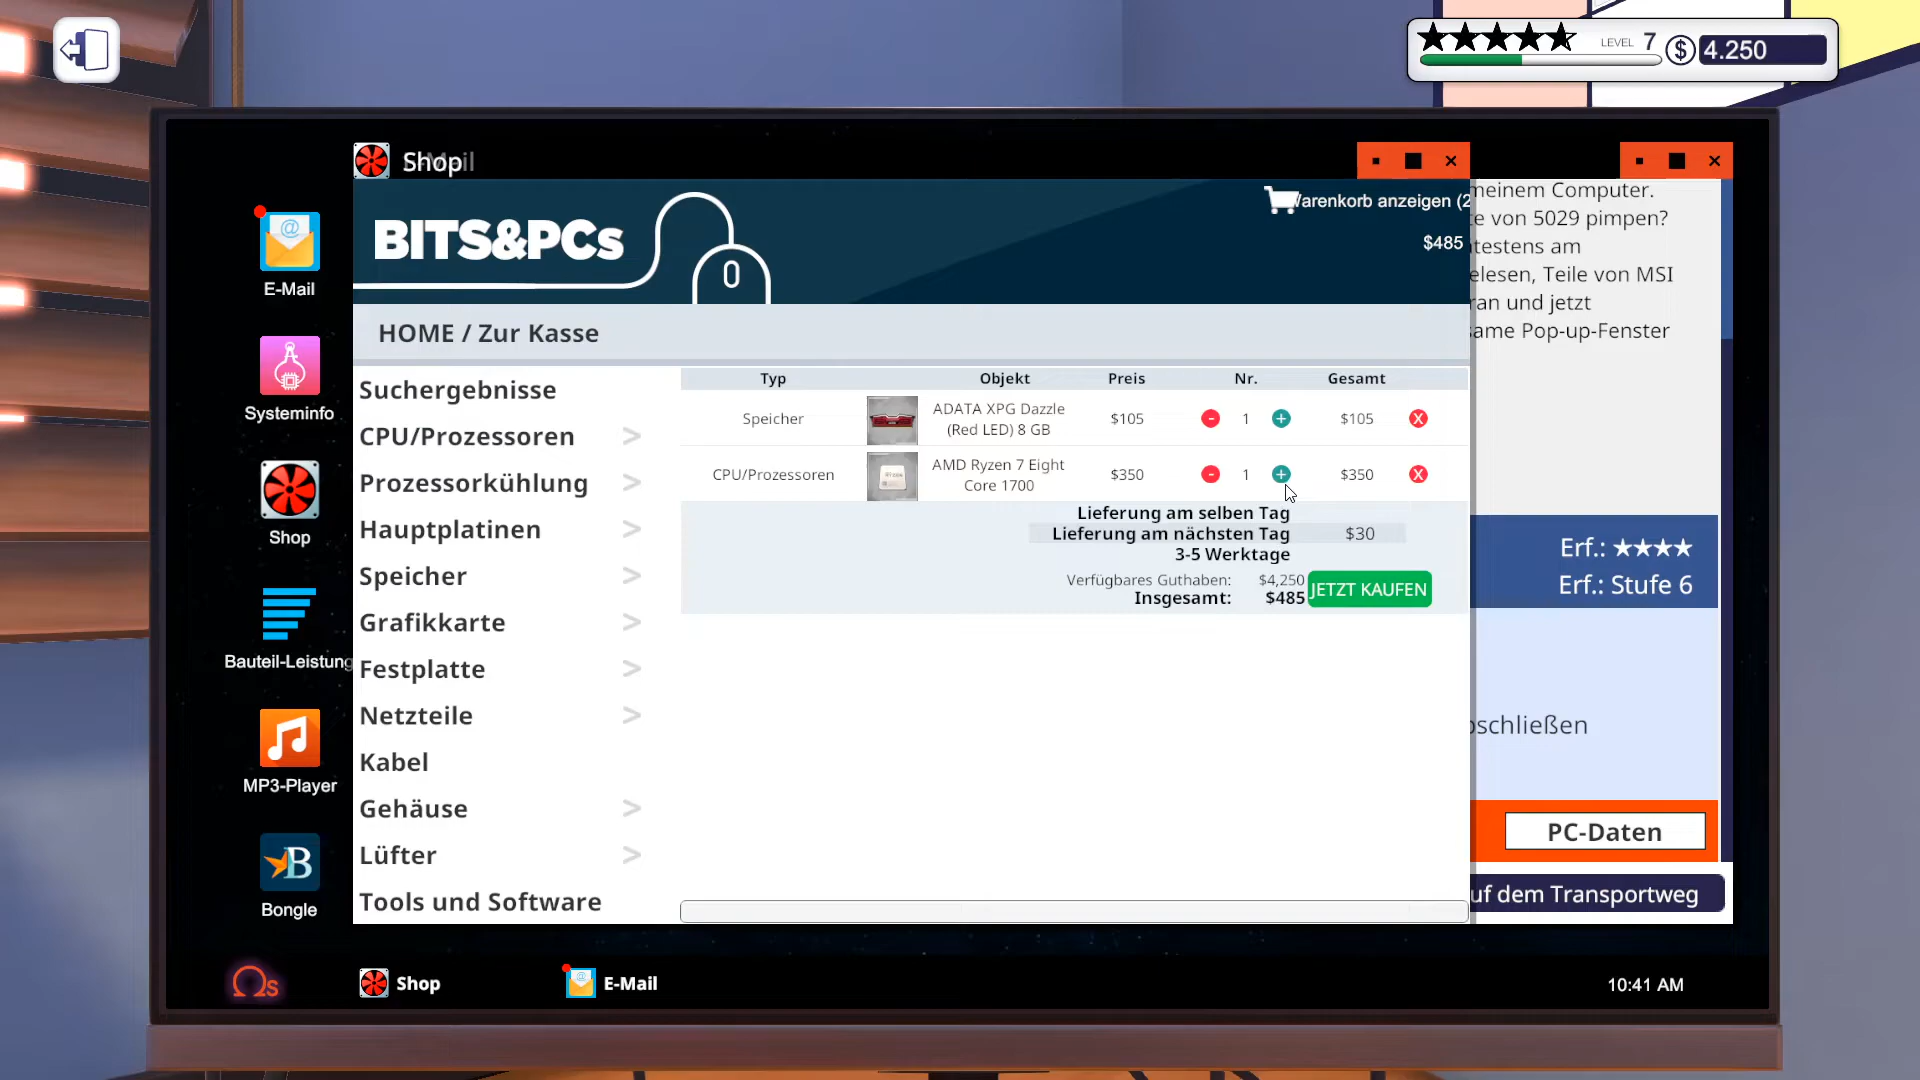 LEVEL 7
$ 4.250
Shop
BITS&PCs
Warenkorb anzeigen (2
$485
HOME / Zur Kasse
Suchergebnisse
CPU/Prozessoren >
Prozessorkühlung >
Hauptplatinen >
Speicher >
Grafikkarte >
Festplatte >
Netzteile >
Kabel
Gehäuse >
Lüfter >
Tools und Software
Typ Objekt Preis Nr. Gesamt
Speicher ADATA XPG Dazzle (Red LED) 8 GB $105 - 1 + $105 X
CPU/Prozessoren AMD Ryzen 7 Eight Core 1700 $350 - 1 + $350 X
Lieferung am selben Tag
Lieferung am nächsten Tag $30
3-5 Werktage
Verfügbares Guthaben: $4,250
Insgesamt: $485
JETZT KAUFEN
meinem Computer.
te von 5029 pimpen?
testens am
elesen, Teile von MSI
ran und jetzt
same Pop-up-Fenster
Erf.: ★★★★
Erf.: Stufe 6
bschließen
PC-Daten
uf dem Transportweg
E-Mail
Systeminfo
Shop
Bauteil-Leistung
MP3-Player
B
Bongle
Ωs
Shop
E-Mail
10:41 AM